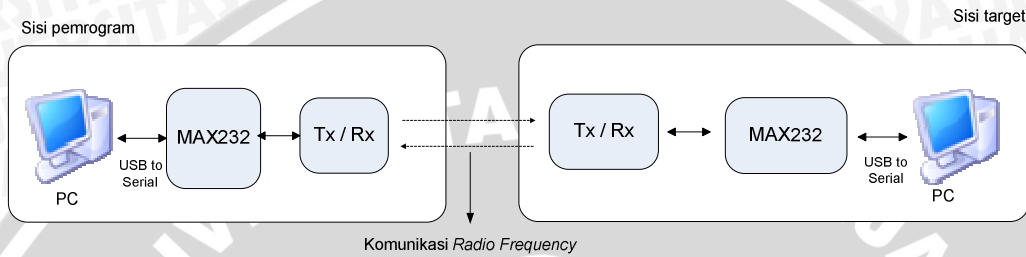 Sisi pemrogram
Sisi target
PC
USB to
Serial
MAX232
Tx / Rx
Tx / Rx
MAX232
USB to
Serial
PC
Komunikasi Radio Frequency